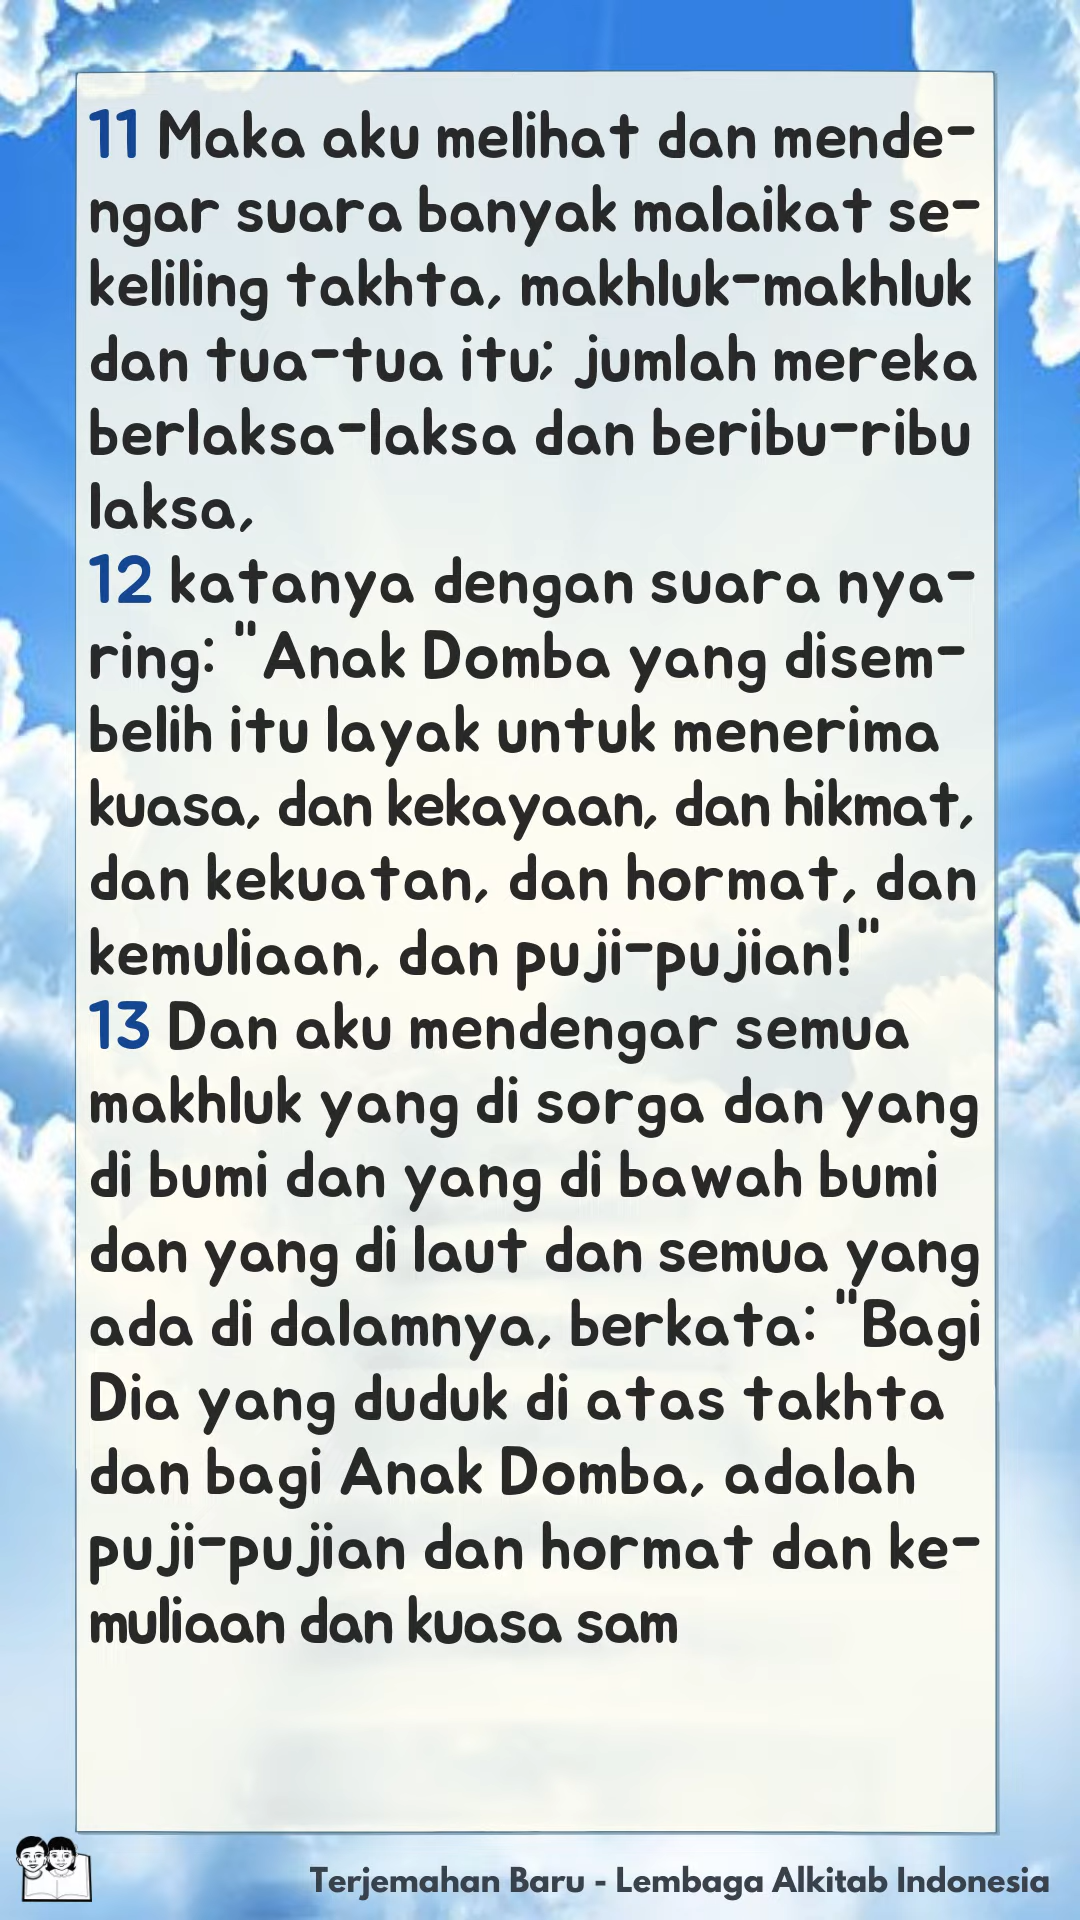 11 Maka aku melihat dan mende-
ngar suara banyak malaikat se-
keliling takhta, makhluk-makhluk
dan tua-tua itu; jumlah mereka
berlaksa-laksa dan beribu-ribu
laksa,
12 katanya dengan suara nya-
ring: "Anak Domba yang disem-
belih itu layak untuk menerima
kuasa, dan kekayaan, dan hikmat,
dan kekuatan, dan hormat, dan
kemuliaan, dan puji-pujian!"
13 Dan aku mendengar semua
makhluk yang di sorga dan yang
di bumi dan yang di bawah bumi
dan yang di laut dan semua yang
ada di dalamnya, berkata: "Bagi
Dia yang duduk di atas takhta
dan bagi Anak Domba, adalah
puji-pujian dan hormat dan ke-
muliaan dan kuasa sam
Terjemahan Baru - Lembaga Alkitab Indonesia